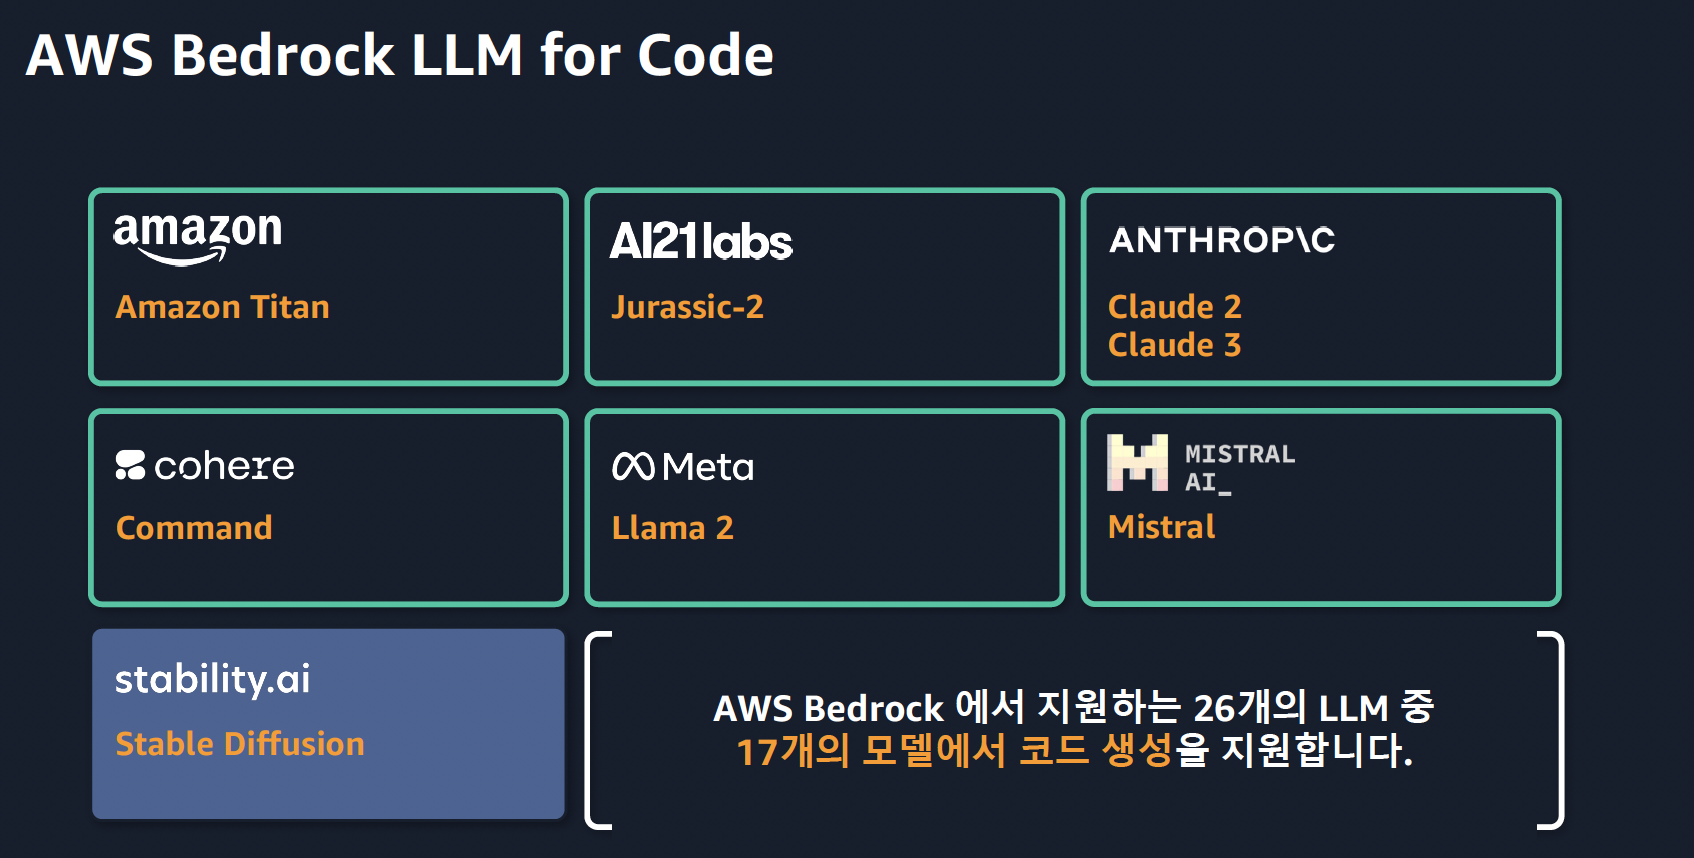 AWS Bedrock LLM for Code
amazon
Amazon Titan
AI21labs
Jurassic-2
ANTHROP\C
Claude 2
Claude 3
cohere
Command
Meta
Llama 2
MISTRAL
AI_
Mistral
stability.ai
Stable Diffusion
AWS Bedrock 에서 지원하는 26개의 LLM 중
17개의 모델에서 코드 생성을 지원합니다.